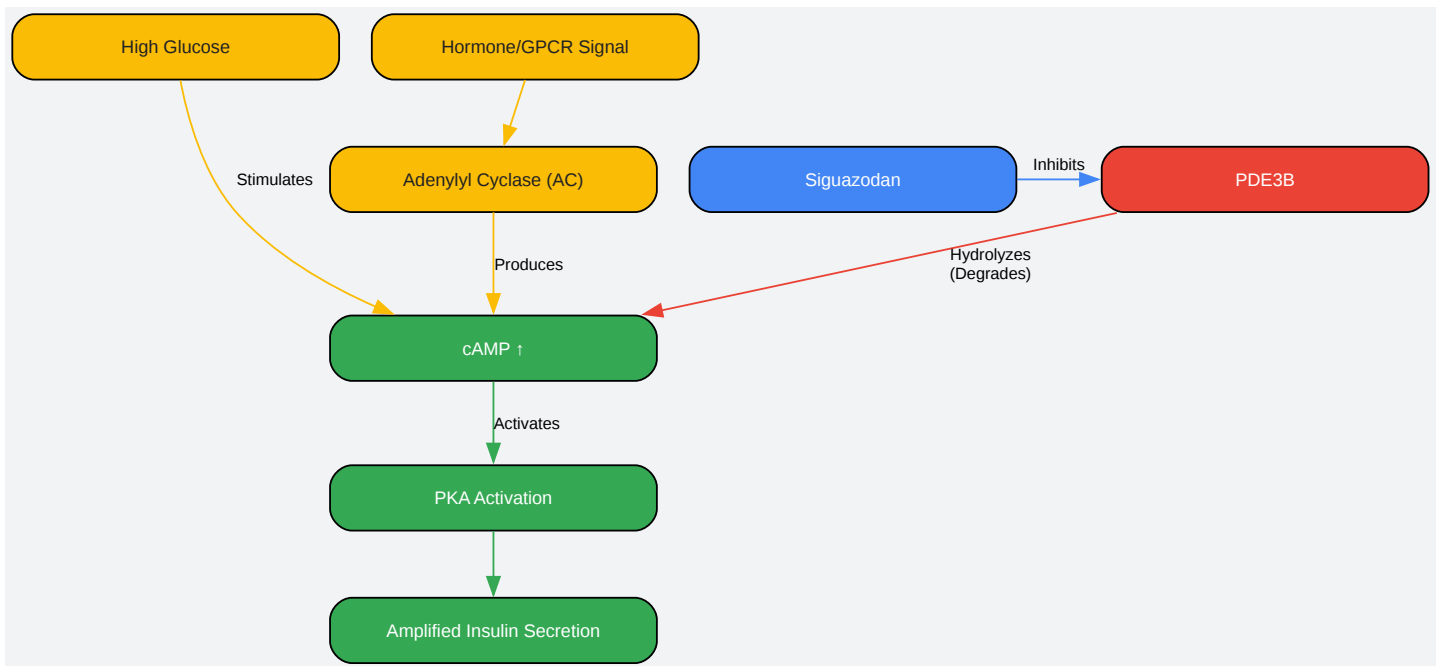 High Glucose
Hormone/GPCR Signal
Stimulates
Adenylyl Cyclase (AC)
Siguazodan
Inhibits
PDE3B
Produces
Hydrolyzes
(Degrades)
cAMP ↑
Activates
PKA Activation
Amplified Insulin Secretion